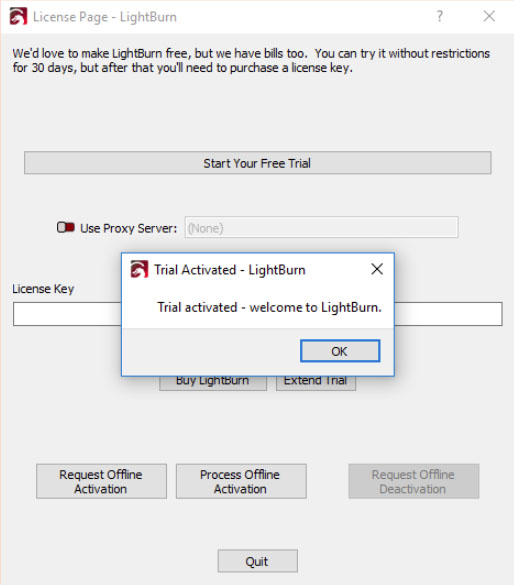 License Page - LightBurn
We'd love to make LightBurn free, but we have bills too. You can try it without restrictions
for 30 days, but after that you'll need to purchase a license key.
Start Your Free Trial
Use Proxy Server: (None)
Trial Activated - LightBurn
License Key
Trial activated - welcome to LightBurn.
OK
Buy LightBurn Extend Trial
Request Offline
Activation
Process Offline
Activation
Request Offline
Deactivation
Quit